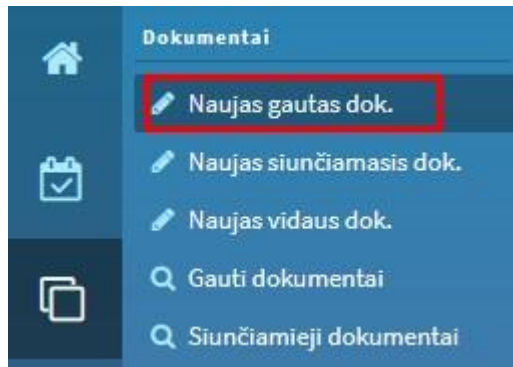 Dokumentai
Naujas gautas dok.
Naujas siunčiamasis dok.
Naujas vidaus dok.
Gauti dokumentai
Siunčiamieji dokumentai